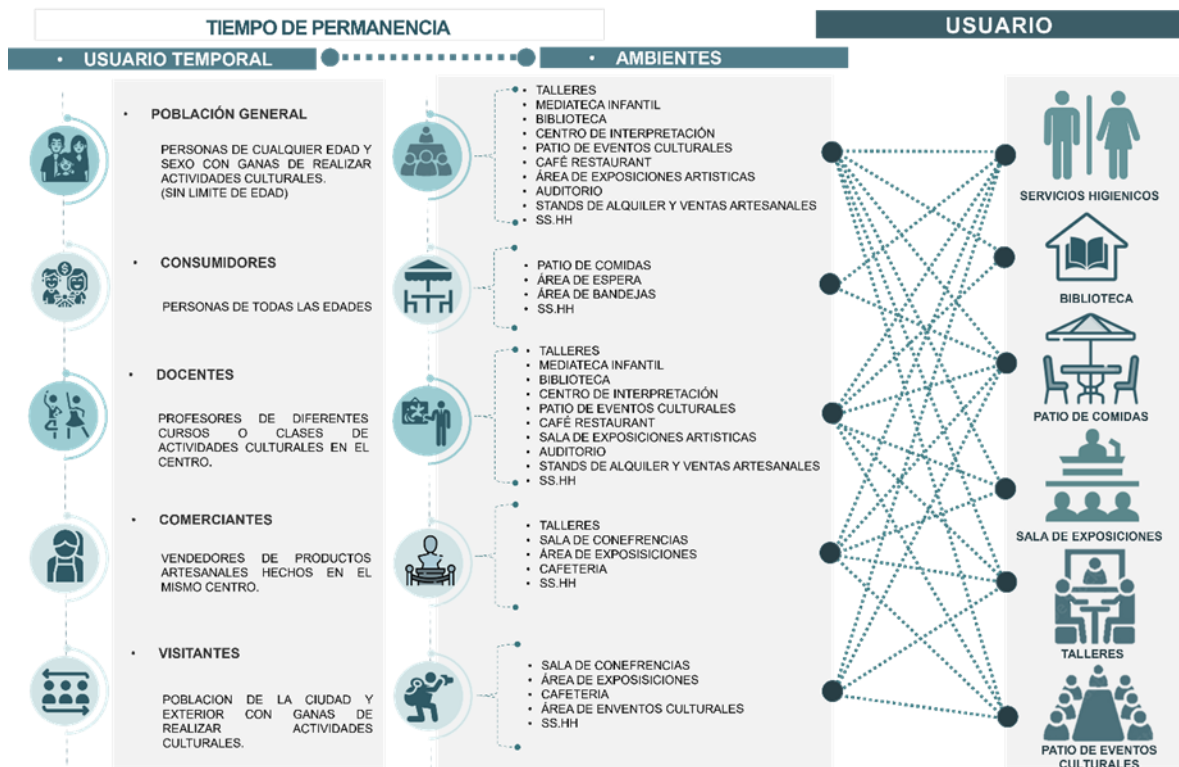 TIEMPO DE PERMANENCIA
USUARIO
• USUARIO TEMPORAL
• AMBIENTES
• POBLACIÓN GENERAL
PERSONAS DE CUALQUIER EDAD Y
SEXO CON GANAS DE REALIZAR
ACTIVIDADES CULTURALES.
(SIN LIMITE DE EDAD)
• TALLERES
• MEDIATECA INFANTIL
• BIBLIOTECA
• CENTRO DE INTERPRETACIÓN
• PATIO DE EVENTOS CULTURALES
• CAFÉ RESTAURANT
• ÁREA DE EXPOSICIONES ARTISTICAS
• AUDITORIO
• STANDS DE ALQUILER Y VENTAS ARTESANALES
• SS.HH
• CONSUMIDORES
PERSONAS DE TODAS LAS EDADES
• PATIO DE COMIDAS
• ÁREA DE ESPERA
• ÁREA DE BANDEJAS
• SS.HH
• DOCENTES
PROFESORES DE DIFERENTES
CURSOS O CLASES DE
ACTIVIDADES CULTURALES EN EL
CENTRO.
• TALLERES
• MEDIATECA INFANTIL
• BIBLIOTECA
• CENTRO DE INTERPRETACIÓN
• PATIO DE EVENTOS CULTURALES
• CAFÉ RESTAURANT
• SALA DE EXPOSICIONES ARTISTICAS
• AUDITORIO
• STANDS DE ALQUILER Y VENTAS ARTESANALES
• SS.HH
• COMERCIANTES
VENDEDORES DE PRODUCTOS
ARTESANALES HECHOS EN EL
MISMO CENTRO.
• TALLERES
• SALA DE CONEFRENCIAS
• ÁREA DE EXPOSISICIONES
• CAFETERIA
• SS.HH
• VISITANTES
POBLACION DE LA CIUDAD Y
EXTERIOR CON GANAS DE
REALIZAR ACTIVIDADES
CULTURALES.
• SALA DE CONEFRENCIAS
• ÁREA DE EXPOSISICIONES
• CAFETERIA
• ÁREA DE ENVENTOS CULTURALES
• SS.HH
SERVICIOS HIGIENICOS
BIBLIOTECA
PATIO DE COMIDAS
SALA DE EXPOSICIONES
TALLERES
PATIO DE EVENTOS
CULTURALES